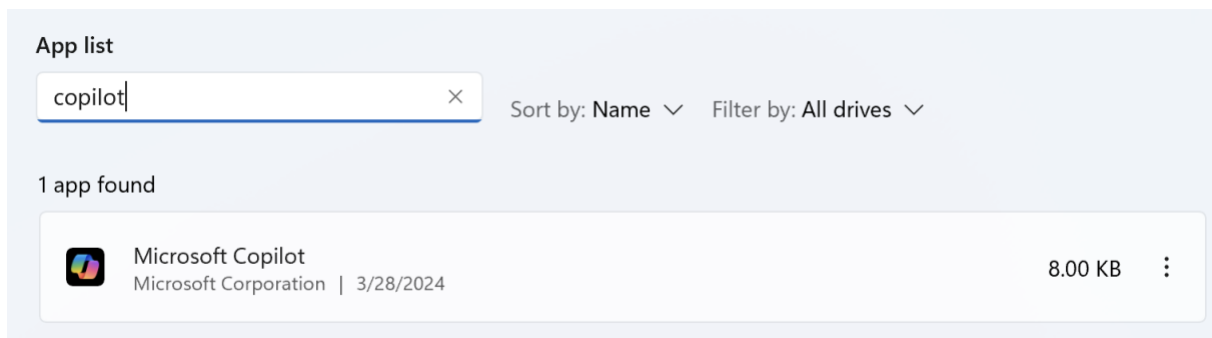 App list
copilot
Sort by: Name Filter by: All drives
1 app found
Microsoft Copilot
Microsoft Corporation | 3/28/2024
8.00 KB